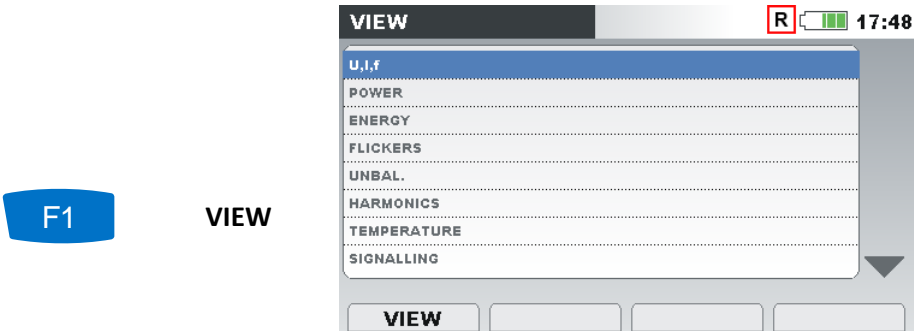 VIEW R 17:48
U,I,f
POWER
ENERGY
FLICKERS
UNBAL.
HARMONICS
TEMPERATURE
SIGNALLING
F1 VIEW
VIEW